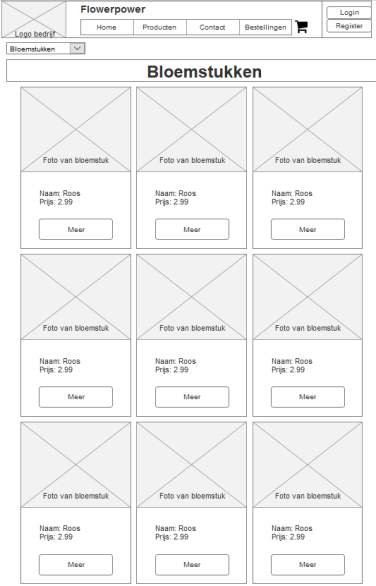 Flowerpower
Logo bedrijf
Home Producten Contact Bestellingen
Login
Register
Bloemstukken
Bloemstukken
Foto van bloemstuk Foto van bloemstuk Foto van bloemstuk
Naam: Roos Naam: Roos Naam: Roos
Prijs: 2.99 Prijs: 2.99 Prijs: 2.99
Meer Meer Meer
Foto van bloemstuk Foto van bloemstuk Foto van bloemstuk
Naam: Roos Naam: Roos Naam: Roos
Prijs: 2.99 Prijs: 2.99 Prijs: 2.99
Meer Meer Meer
Foto van bloemstuk Foto van bloemstuk Foto van bloemstuk
Naam: Roos Naam: Roos Naam: Roos
Prijs: 2.99 Prijs: 2.99 Prijs: 2.99
Meer Meer Meer